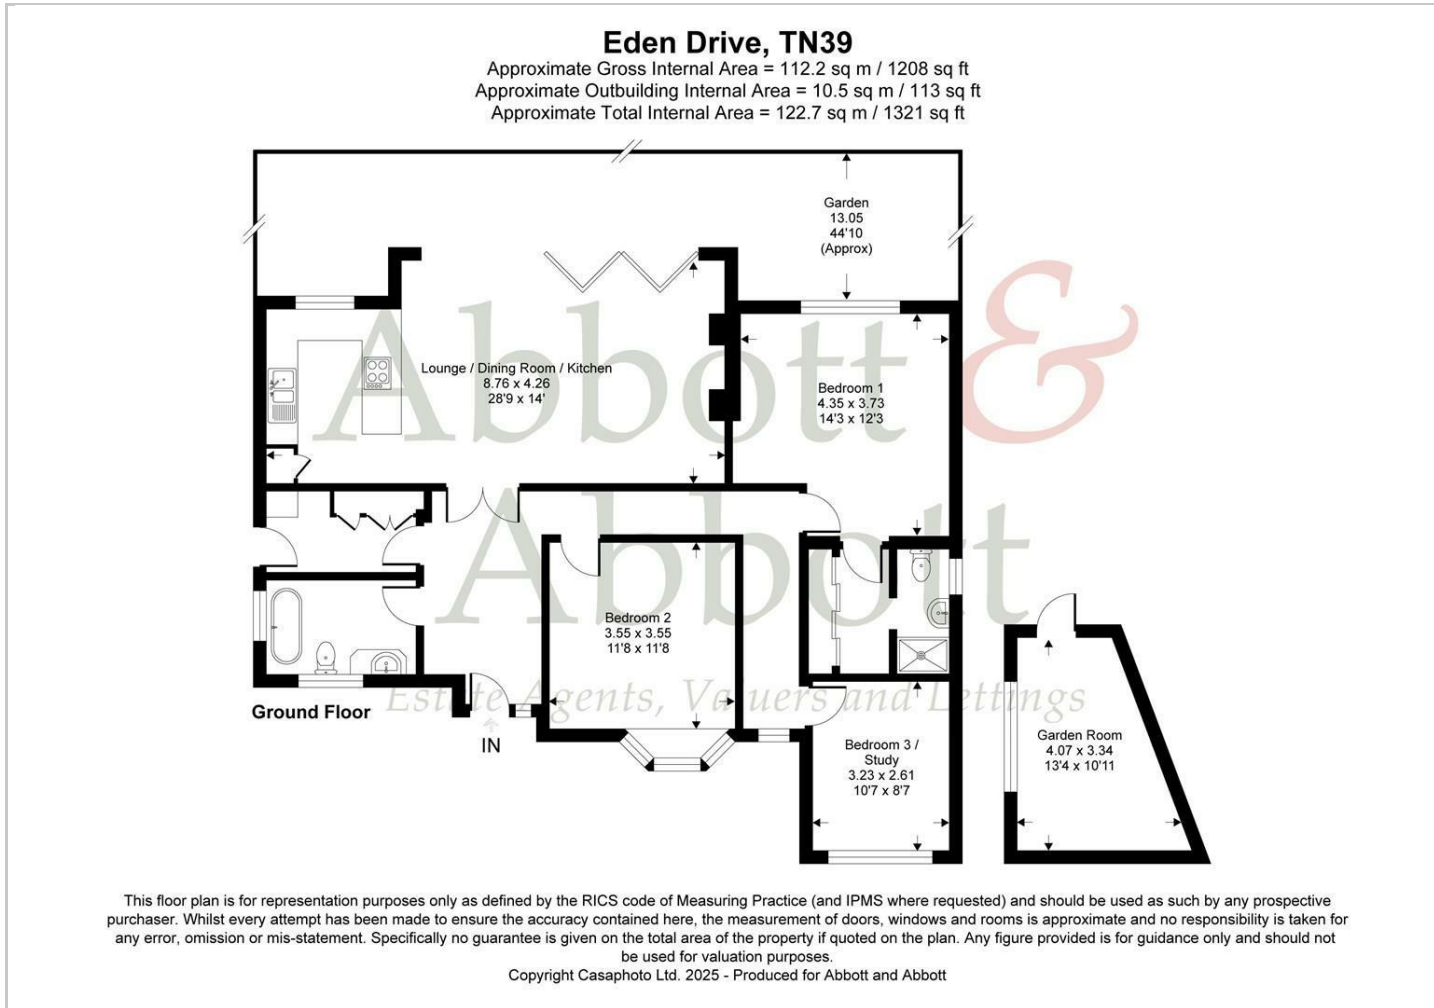 Eden Drive, TN39
Approximate Gross Internal Area = 112.2 sq m / 1208 sq ft
Approximate Outbuilding Internal Area = 10.5 sq m / 113 sq ft
Approximate Total Internal Area = 122.7 sq m / 1321 sq ft
Garden
13.05
44'10
(Approx)
Lounge / Dining Room / Kitchen
8.76 x 4.26
28'9 x 14'
Bedroom 1
4.35 x 3.73
14'3 x 12'3
Abbott &
Abbott
Estate Agents, Valuers and Lettings
Bedroom 2
3.55 x 3.55
11'8 x 11'8
Ground Floor
IN
Bedroom 3 /
Study
3.23 x 2.61
10'7 x 8'7
Garden Room
4.07 x 3.34
13'4 x 10'11
This floor plan is for representation purposes only as defined by the RICS code of Measuring Practice (and IPMS where requested) and should be used as such by any prospective
purchaser. Whilst every attempt has been made to ensure the accuracy contained here, the measurement of doors, windows and rooms is approximate and no responsibility is taken for
any error, omission or mis-statement. Specifically no guarantee is given on the total area of the property if quoted on the plan. Any figure provided is for guidance only and should not
be used for valuation purposes.
Copyright Casaphoto Ltd. 2025 - Produced for Abbott and Abbott